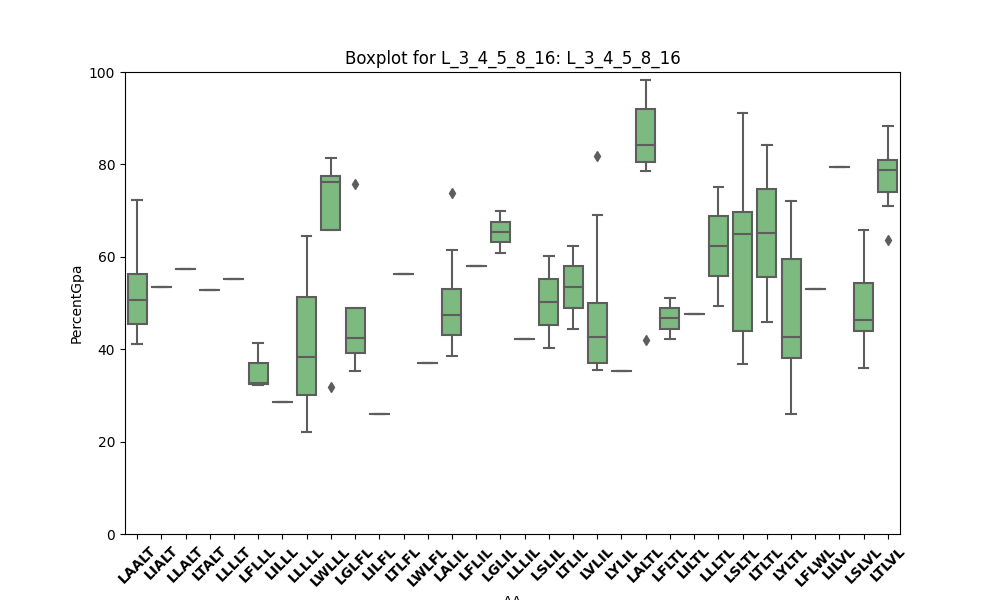 Boxplot for L_3_4_5_8_16: L_3_4_5_8_16
PercentGpa
100
80
60
40
20
0
LAALT LIALT LLALT LTALT LLLLT LFLLL LILLL LLLLL LWLLL LGLFL LILFL LTLFL LWLFL LALIL LFLIL LGLIL LLLIL LSLIL LTLIL LVLIL LYLIL LALTL LFLTL LILTL LLLTL LSLTL LTLTL LYLTL LFLWL LILVL LSLVL LTLVL
AA